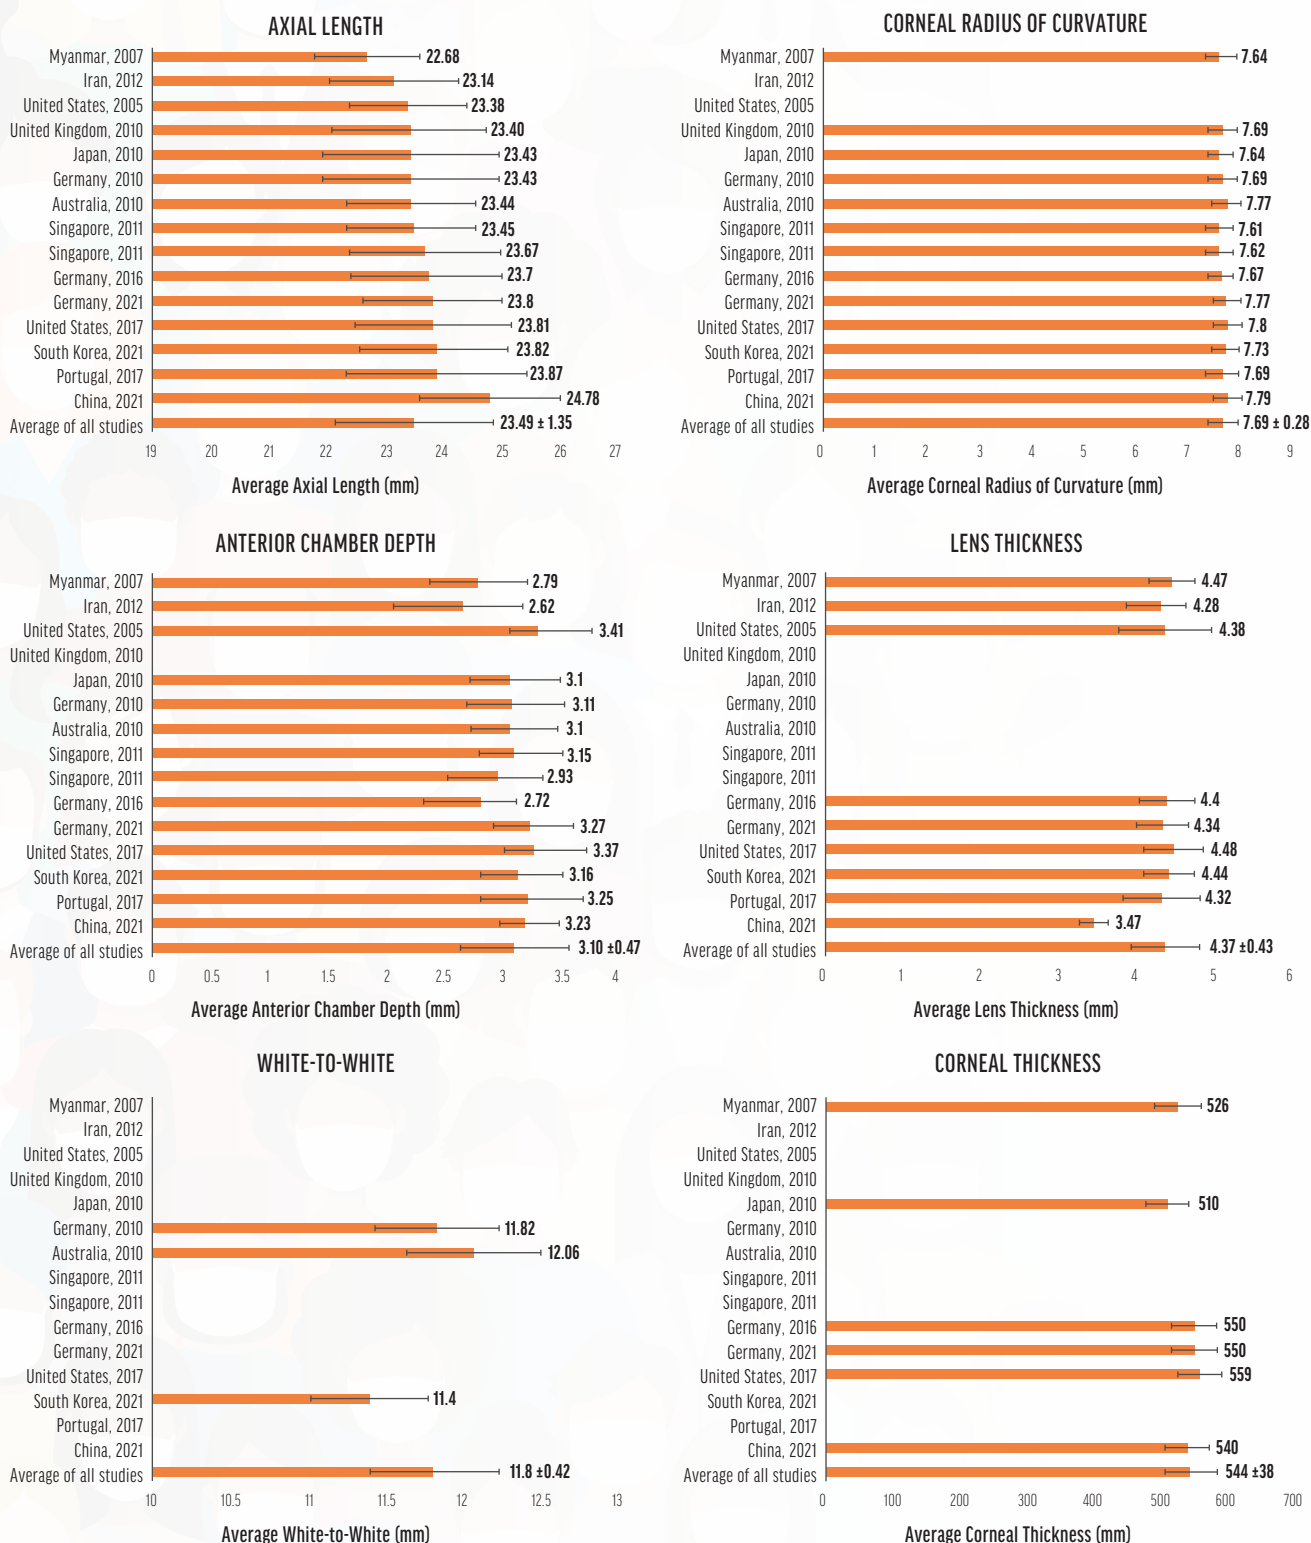 AXIAL LENGTH
Myanmar, 2007 22.68
Iran, 2012 23.14
United States, 2005 23.38
United Kingdom, 2010 23.40
Japan, 2010 23.43
Germany, 2010 23.43
Australia, 2010 23.44
Singapore, 2011 23.45
Singapore, 2011 23.67
Germany, 2016 23.7
Germany, 2021 23.8
United States, 2017 23.81
South Korea, 2021 23.82
Portugal, 2017 23.87
China, 2021 24.78
Average of all studies 23.49 ± 1.35
19 20 21 22 23 24 25 26 27
Average Axial Length (mm)
CORNEAL RADIUS OF CURVATURE
Myanmar, 2007 7.64
Iran, 2012
United States, 2005
United Kingdom, 2010 7.69
Japan, 2010 7.64
Germany, 2010 7.69
Australia, 2010 7.77
Singapore, 2011 7.61
Singapore, 2011 7.62
Germany, 2016 7.67
Germany, 2021 7.77
United States, 2017 7.8
South Korea, 2021 7.73
Portugal, 2017 7.69
China, 2021 7.79
Average of all studies 7.69 ± 0.28
0 1 2 3 4 5 6 7 8 9
Average Corneal Radius of Curvature (mm)
ANTERIOR CHAMBER DEPTH
Myanmar, 2007 2.79
Iran, 2012 2.62
United States, 2005 3.41
United Kingdom, 2010
Japan, 2010 3.1
Germany, 2010 3.11
Australia, 2010 3.1
Singapore, 2011 3.15
Singapore, 2011 2.93
Germany, 2016 2.72
Germany, 2021 3.27
United States, 2017 3.37
South Korea, 2021 3.16
Portugal, 2017 3.25
China, 2021 3.23
Average of all studies 3.10 ±0.47
0 0.5 1 1.5 2 2.5 3 3.5 4
Average Anterior Chamber Depth (mm)
LENS THICKNESS
Myanmar, 2007 4.47
Iran, 2012 4.28
United States, 2005 4.38
United Kingdom, 2010
Japan, 2010
Germany, 2010
Australia, 2010
Singapore, 2011
Singapore, 2011
Germany, 2016 4.4
Germany, 2021 4.34
United States, 2017 4.48
South Korea, 2021 4.44
Portugal, 2017 4.32
China, 2021 3.47
Average of all studies 4.37 ±0.43
0 1 2 3 4 5 6
Average Lens Thickness (mm)
WHITE-TO-WHITE
Myanmar, 2007
Iran, 2012
United States, 2005
United Kingdom, 2010
Japan, 2010
Germany, 2010 11.82
Australia, 2010 12.06
Singapore, 2011
Singapore, 2011
Germany, 2016
Germany, 2021
United States, 2017
South Korea, 2021 11.4
Portugal, 2017
China, 2021
Average of all studies 11.8 ±0.42
10 10.5 11 11.5 12 12.5 13
Average White-to-White (mm)
CORNEAL THICKNESS
Myanmar, 2007 526
Iran, 2012
United States, 2005
United Kingdom, 2010
Japan, 2010 510
Germany, 2010
Australia, 2010
Singapore, 2011
Singapore, 2011
Germany, 2016 550
Germany, 2021 550
United States, 2017 559
South Korea, 2021
Portugal, 2017
China, 2021 540
Average of all studies 544 ±38
0 100 200 300 400 500 600 700
Average Corneal Thickness (mm)